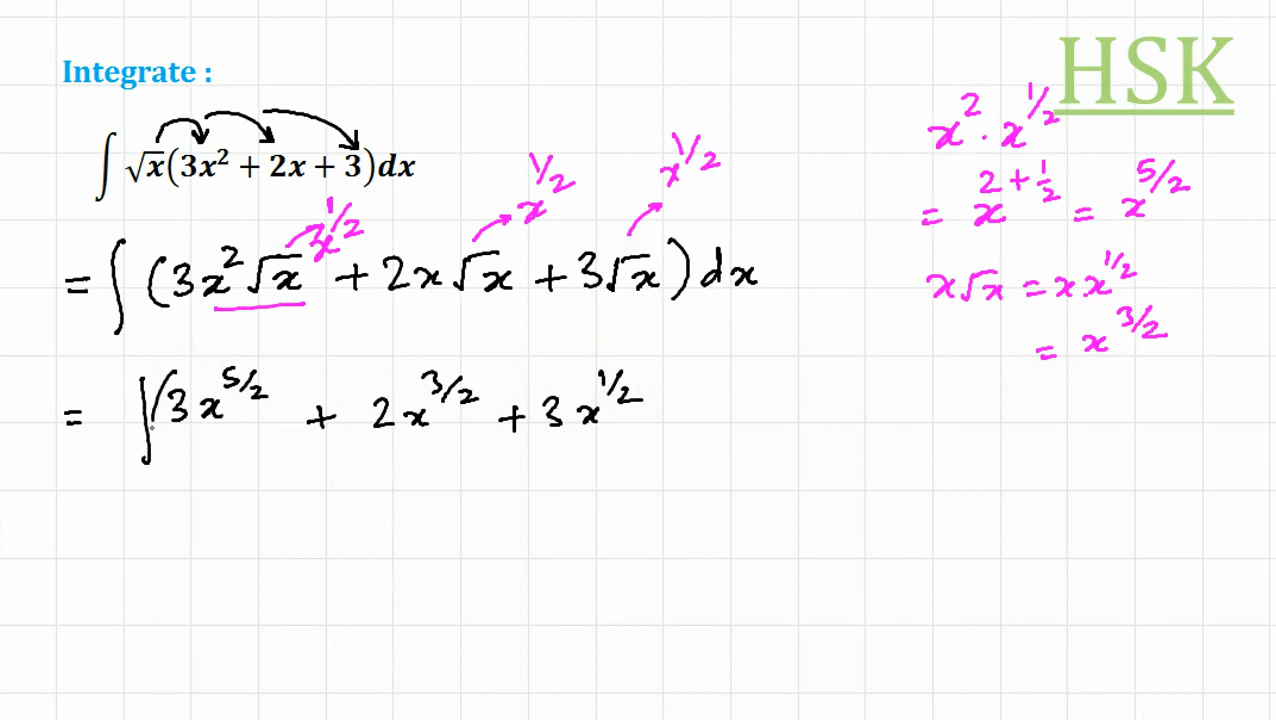 HSK
Integrate :
∫ √x(3x² + 2x + 3)dx
x^1/2 x^1/2 x^1/2
= ∫ (3x²√x + 2x√x + 3√x) dx
= ∫(3x^5/2 + 2x^3/2 + 3x^1/2
x² · x^1/2
= x^2+1/2 = x^5/2
x√x = x·x^1/2
= x^3/2